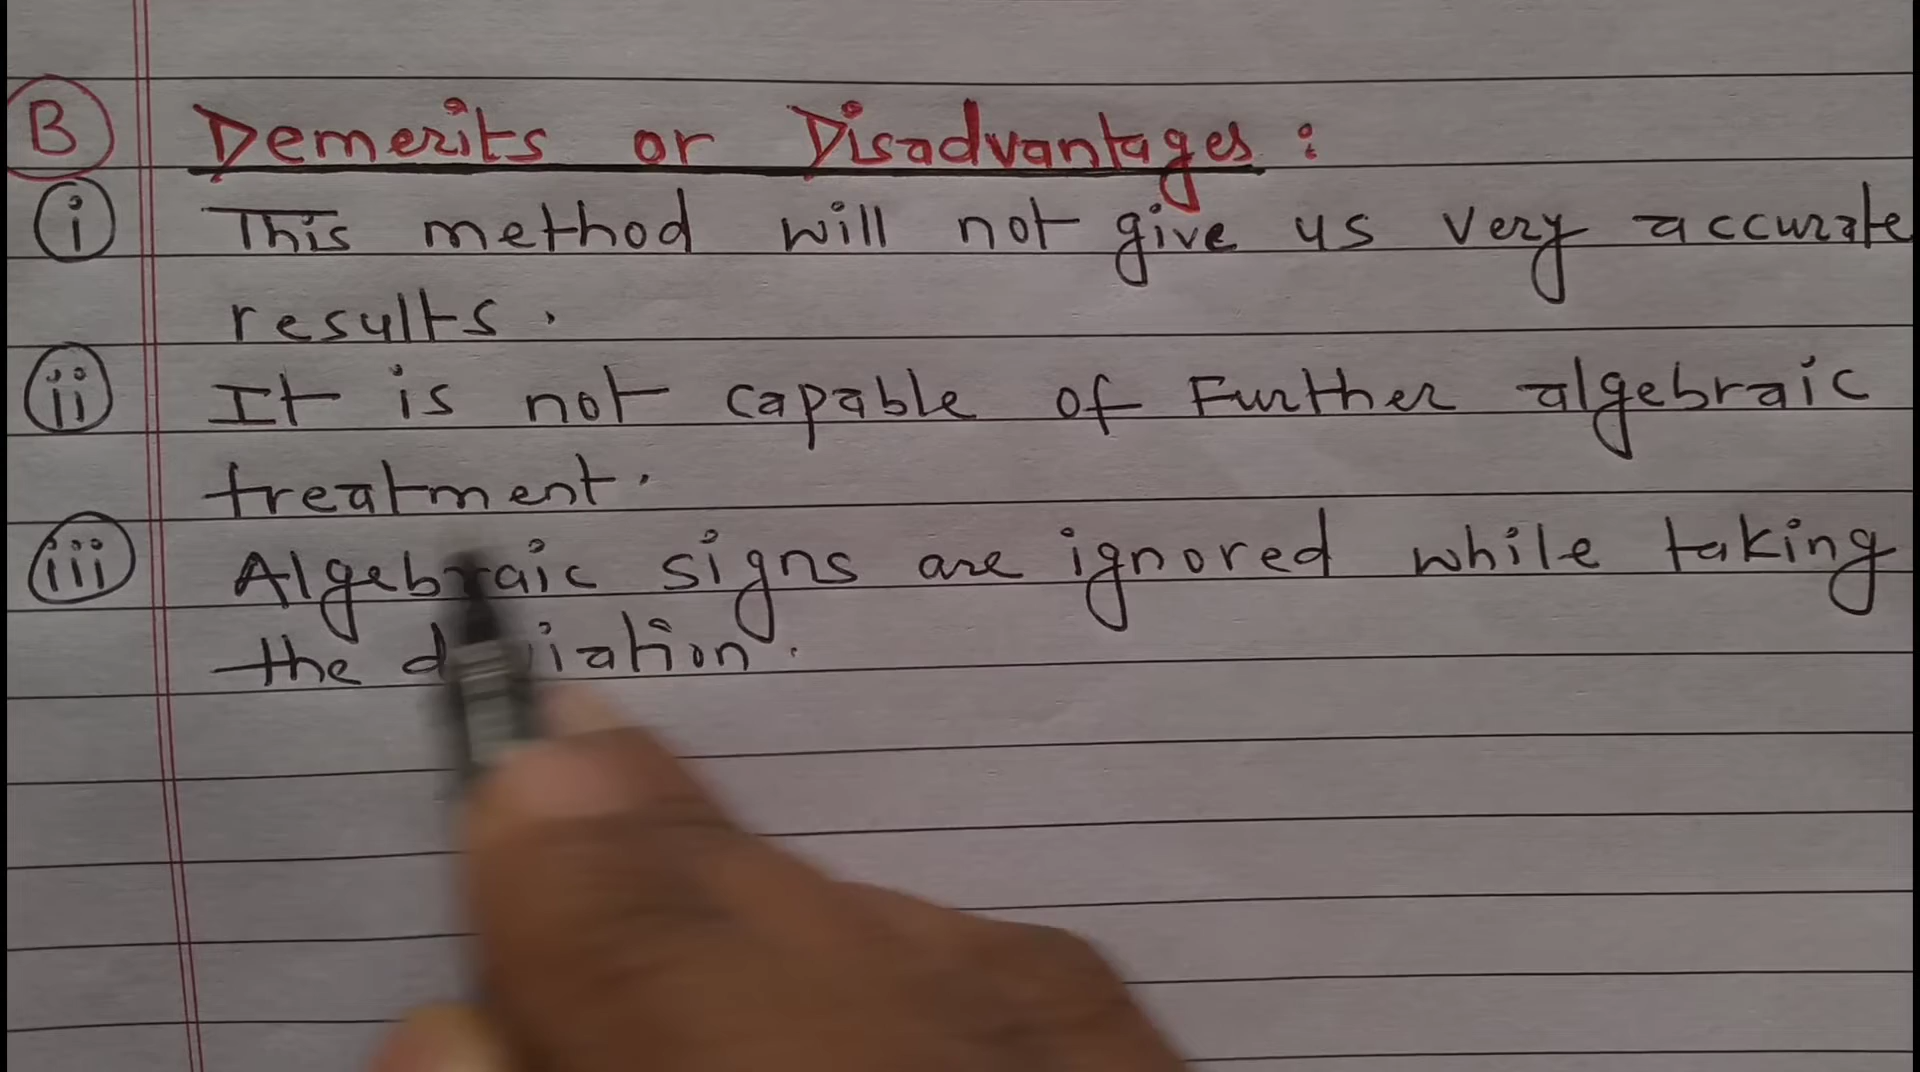 B Demerits or Disadvantages :
i This method will not give us very accurate
results.
ii It is not capable of Further algebraic
treatment.
iii Algebraic signs are ignored while taking
the deviation.